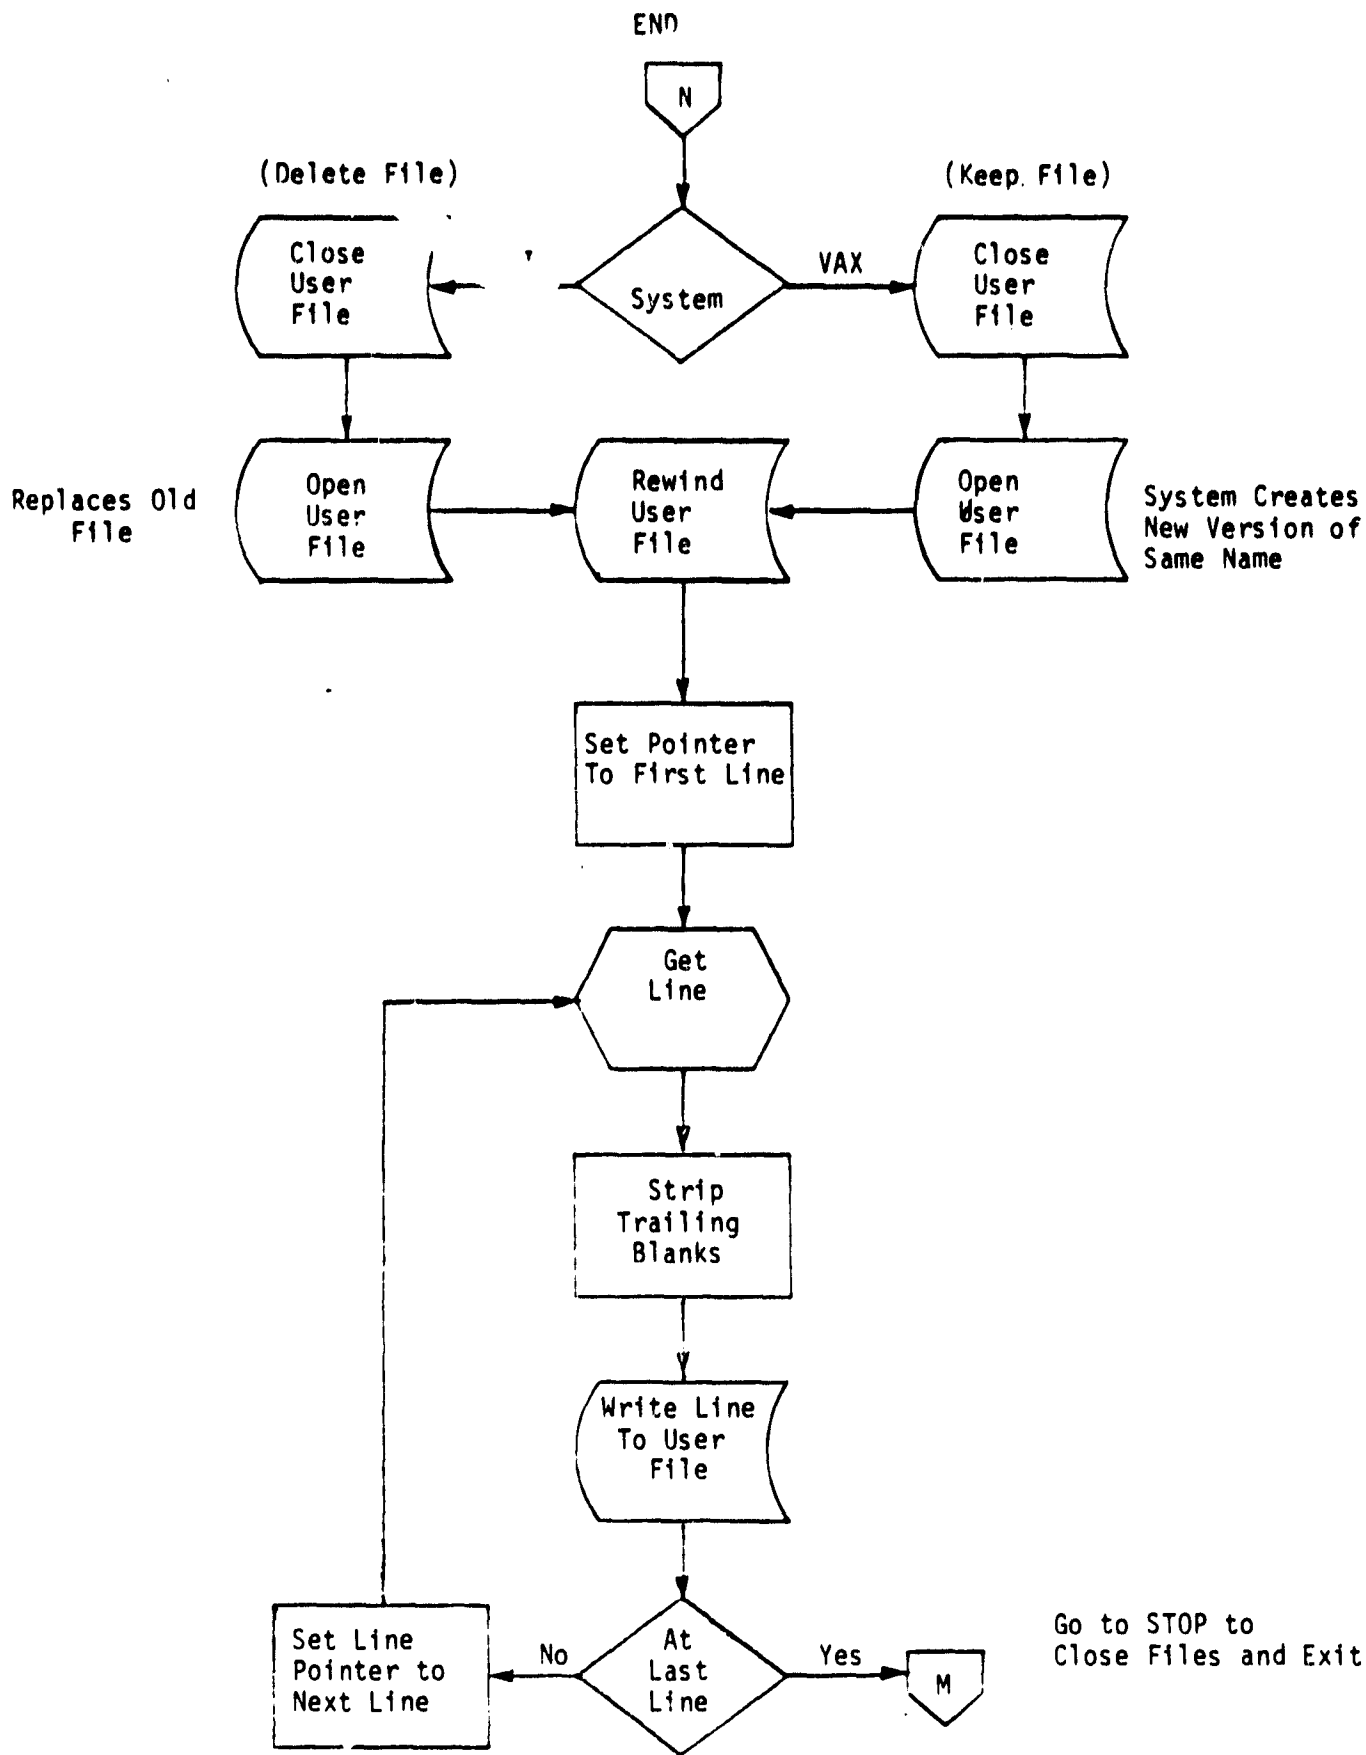 END
N
(Delete File)
(Keep. File)
Close
User
File
System
VAX
Close
User
File
Replaces Old
File
Open
User
File
Rewind
User
File
Open
User
File
System Creates
New Version of
Same Name
Set Pointer
To First Line
Get
Line
Strip
Trailing
Blanks
Write Line
To User
File
Set Line
Pointer to
Next Line
No
At
Last
Line
Yes
M
Go to STOP to
Close Files and Exit